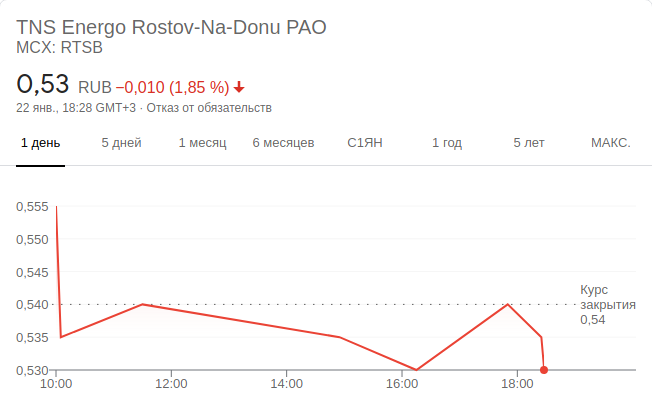 TNS Energo Rostov-Na-Donu PAO
MCX: RTSB
0,53 RUB −0,010 (1,85 %)
22 янв., 18:28 GMT+3 · Отказ от обязательств
1 день 5 дней 1 месяц 6 месяцев С1ЯН 1 год 5 лет МАКС.
0,555
0,550
0,545
0,540
0,535
0,530
Курс
закрытия
0,54
10:00 12:00 14:00 16:00 18:00